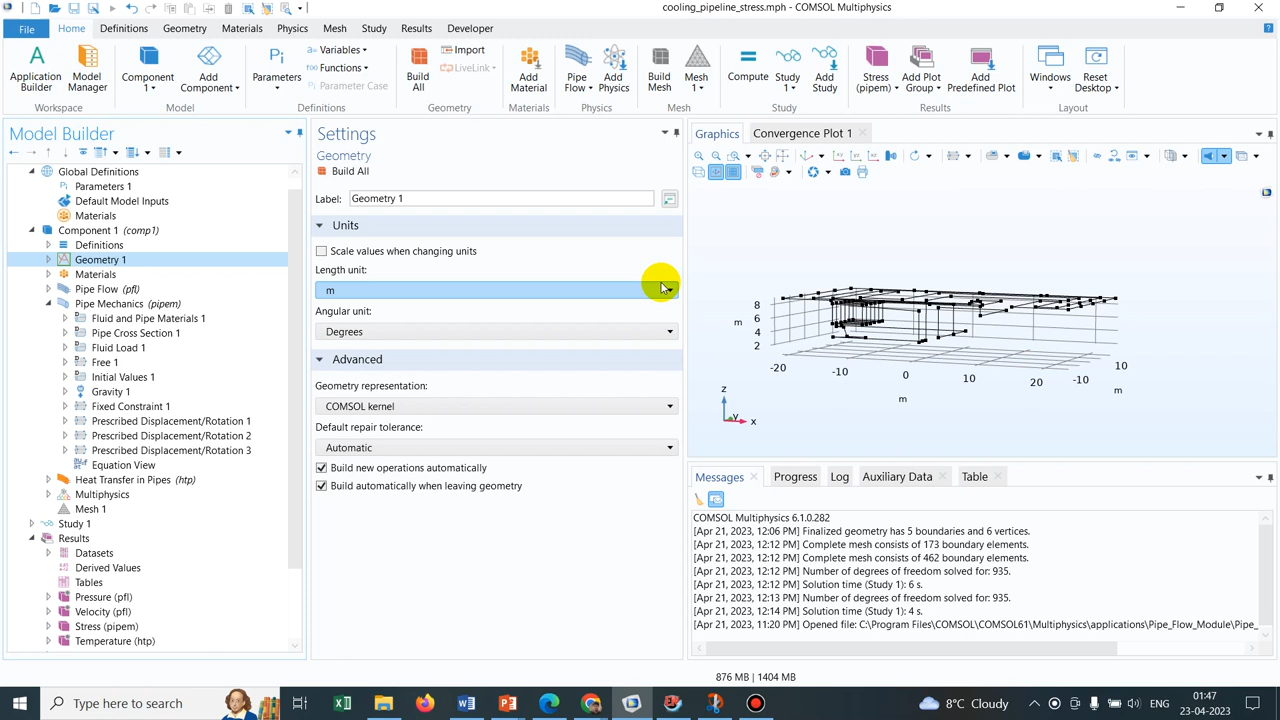 cooling_pipeline_stress.mph - COMSOL Multiphysics
File Home Definitions Geometry Materials Physics Mesh Study Results Developer
Application Builder
Model Manager
Component 1
Add Component
Parameters
Variables
Functions
Parameter Case
Build All
Import
LiveLink
Add Material
Pipe Flow
Add Physics
Build Mesh
Mesh 1
Compute
Study 1
Add Study
Stress (pipem)
Add Plot Group
Add Predefined Plot
Windows
Reset Desktop
Workspace Model Definitions Geometry Materials Physics Mesh Study Results Layout
Model Builder
Global Definitions
Parameters 1
Default Model Inputs
Materials
Component 1 (comp1)
Definitions
Geometry 1
Materials
Pipe Flow (pfl)
Pipe Mechanics (pipem)
Fluid and Pipe Materials 1
Pipe Cross Section 1
Fluid Load 1
Free 1
Initial Values 1
Gravity 1
Fixed Constraint 1
Prescribed Displacement/Rotation 1
Prescribed Displacement/Rotation 2
Prescribed Displacement/Rotation 3
Equation View
Heat Transfer in Pipes (htp)
Multiphysics
Mesh 1
Study 1
Results
Datasets
Derived Values
Tables
Pressure (pfl)
Velocity (pfl)
Stress (pipem)
Temperature (htp)
Settings
Geometry
Build All
Label: Geometry 1
Units
Scale values when changing units
Length unit:
m
Angular unit:
Degrees
Advanced
Geometry representation:
COMSOL kernel
Default repair tolerance:
Automatic
Build new operations automatically
Build automatically when leaving geometry
Graphics Convergence Plot 1
8
6
4
2
m
-20 -10 0 10 20
m
-10 10
m
z
y x
Messages Progress Log Auxiliary Data Table
COMSOL Multiphysics 6.1.0.282
[Apr 21, 2023, 12:06 PM] Finalized geometry has 5 boundaries and 6 vertices.
[Apr 21, 2023, 12:12 PM] Complete mesh consists of 173 boundary elements.
[Apr 21, 2023, 12:12 PM] Complete mesh consists of 462 boundary elements.
[Apr 21, 2023, 12:12 PM] Number of degrees of freedom solved for: 935.
[Apr 21, 2023, 12:12 PM] Solution time (Study 1): 6 s.
[Apr 21, 2023, 12:13 PM] Number of degrees of freedom solved for: 935.
[Apr 21, 2023, 12:14 PM] Solution time (Study 1): 4 s.
[Apr 21, 2023, 11:20 PM] Opened file: C:\Program Files\COMSOL\COMSOL61\Multiphysics\applications\Pipe_Flow_Module\Pipe_
876 MB | 1404 MB
Type here to search
8°C Cloudy
ENG
01:47
23-04-2023